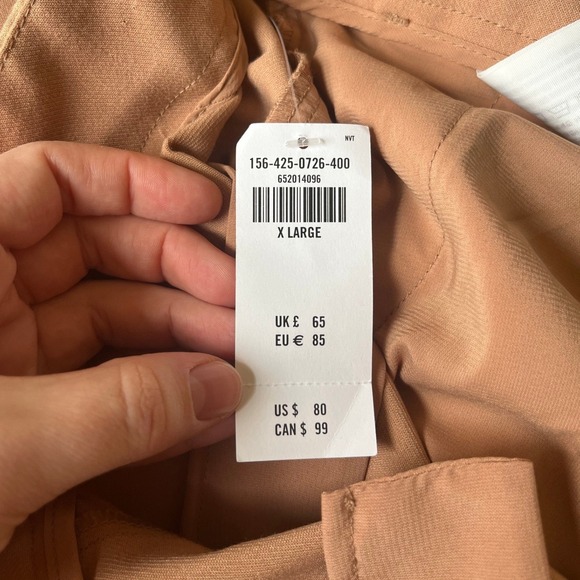 NVT
156-425-0726-400
652014096
X LARGE
UK £ 65
EU € 85
US $ 80
CAN $ 99